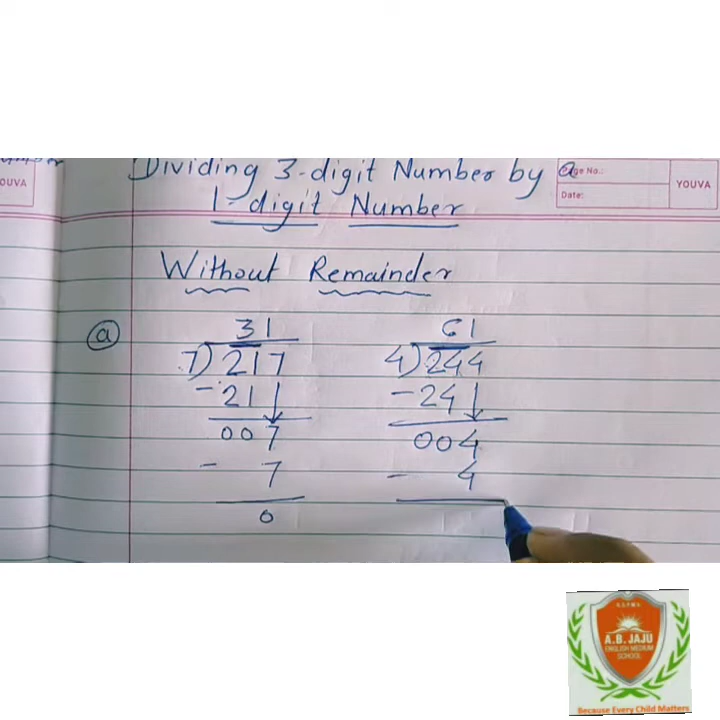 Dividing 3-digit Number by a
1-digit Number
Page No.:
Date:
YOUVA
OUVA
Without Remainder
a
31
7) 217
-21
007
- 7
0
61
4) 244
-24
004
- 4
A.B. JAJU
ENGLISH MEDIUM
SCHOOL
Because Every Child Matters